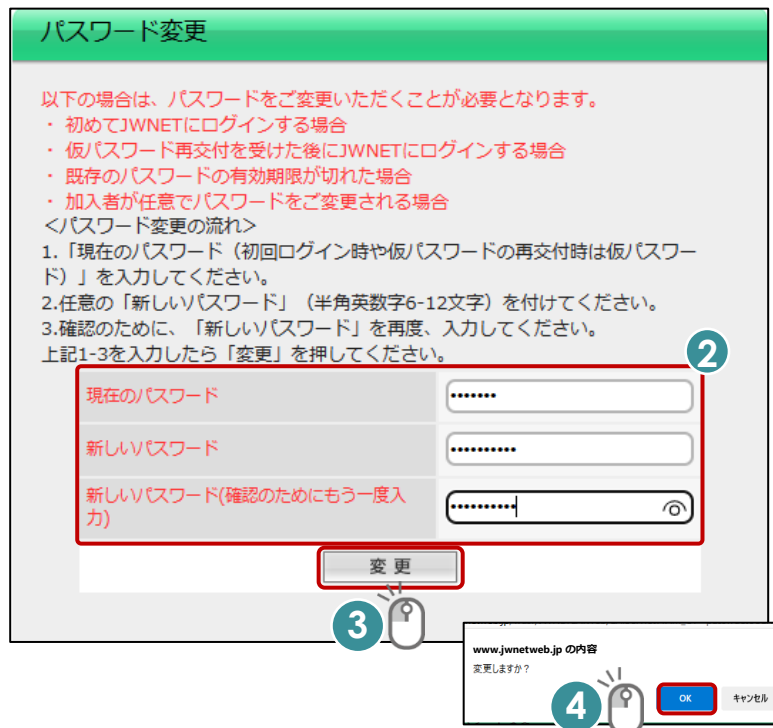 パスワード変更
以下の場合は、パスワードをご変更いただくことが必要となります。
・ 初めてJWNETにログインする場合
・ 仮パスワード再交付を受けた後にJWNETにログインする場合
・ 既存のパスワードの有効期限が切れた場合
・ 加入者が任意でパスワードをご変更される場合
＜パスワード変更の流れ＞
1.「現在のパスワード（初回ログイン時や仮パスワードの再交付時は仮パスワー
ド）」を入力してください。
2.任意の「新しいパスワード」（半角英数字6-12文字）を付けてください。
3.確認のために、「新しいパスワード」を再度、入力してください。
上記1-3を入力したら「変更」を押してください。
2
現在のパスワード
新しいパスワード
新しいパスワード(確認のためにもう一度入
力)
変 更
3
www.jwnetweb.jp の内容
変更しますか？
4
OK
キャンセル